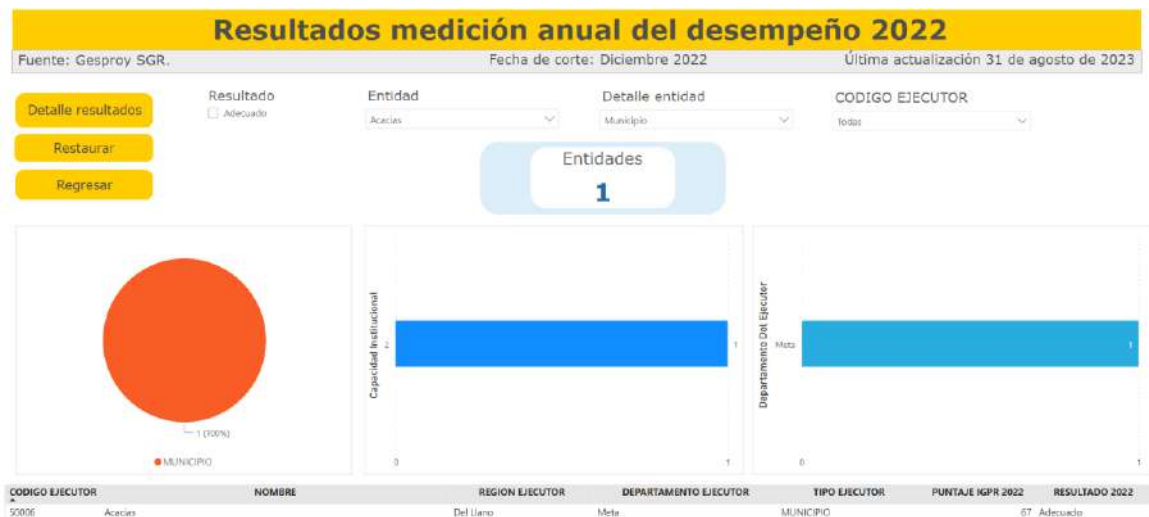 Resultados medición anual del desempeño 2022
Fuente: Gesproy SGR. Fecha de corte: Diciembre 2022 Última actualización 31 de agosto de 2023
Detalle resultados
Restaurar
Regresar
Resultado
Adecuado
Entidad
Acacias
Detalle entidad
Municipio
CODIGO EJECUTOR
Todas
Entidades
1
1 (100%)
MUNICIPIO
Capacidad Institucional
2
1
0 1
Departamento Del Ejecutor
Meta
1
0 1
CODIGO EJECUTOR NOMBRE REGION EJECUTOR DEPARTAMENTO EJECUTOR TIPO EJECUTOR PUNTAJE IGPR 2022 RESULTADO 2022
50006 Acacias Del Llano Meta MUNICIPIO 67 Adecuado